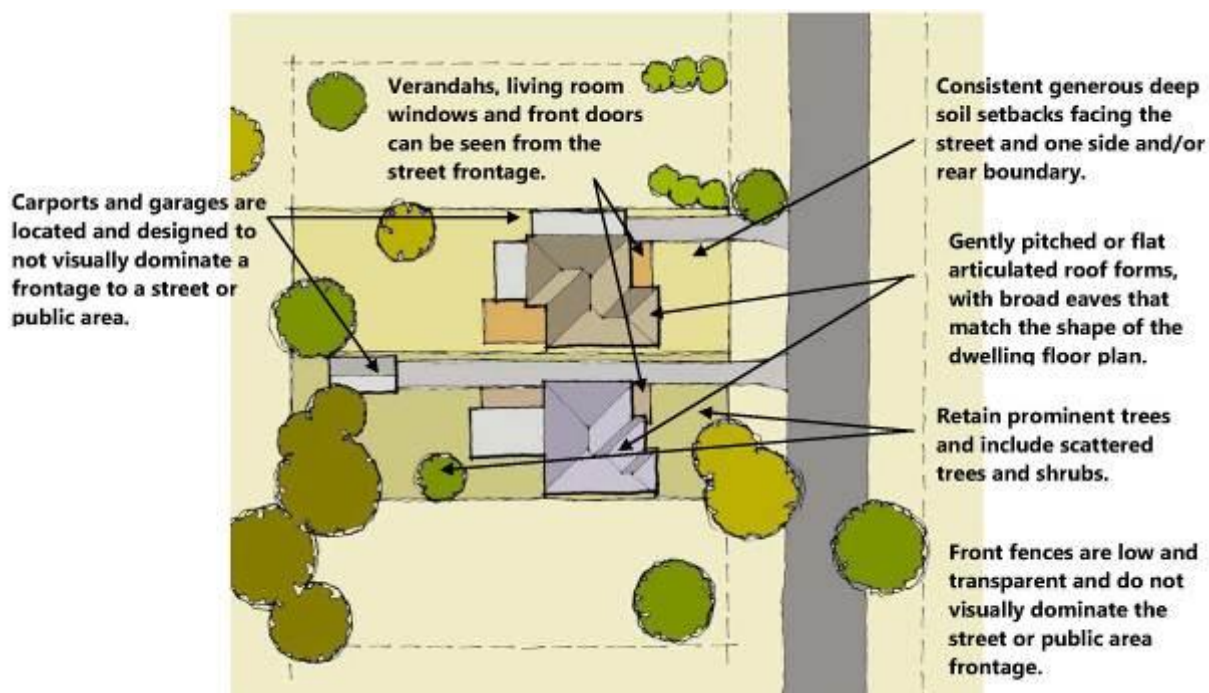 Verandahs, living room
windows and front doors
can be seen from the
street frontage.
Carports and garages are
located and designed to
not visually dominate a
frontage to a street or
public area.
Consistent generous deep
soil setbacks facing the
street and one side and/or
rear boundary.
Gently pitched or flat
articulated roof forms,
with broad eaves that
match the shape of the
dwelling floor plan.
Retain prominent trees
and include scattered
trees and shrubs.
Front fences are low and
transparent and do not
visually dominate the
street or public area
frontage.